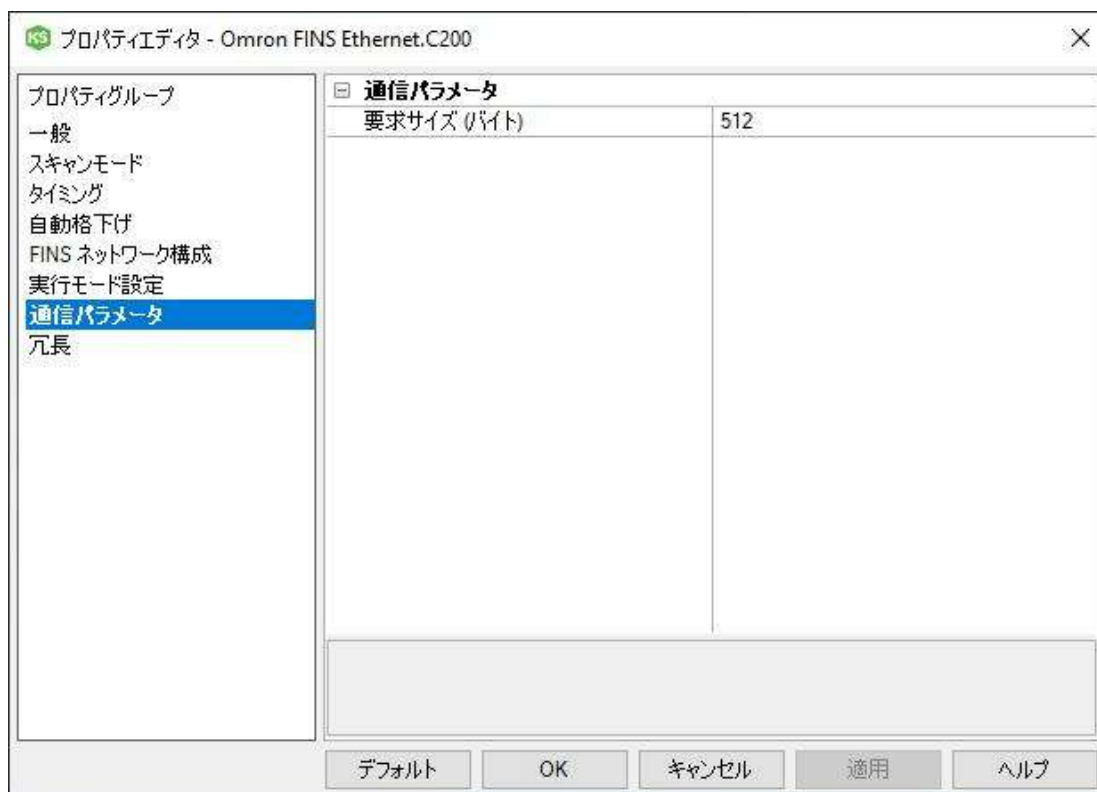 KS プロパティエディタ - Omron FINS Ethernet.C200
プロパティグループ
一般
スキャンモード
タイミング
自動格下げ
FINS ネットワーク構成
実行モード設定
通信パラメータ
冗長
通信パラメータ
要求サイズ (バイト) 512
デフォルト OK キャンセル 適用 ヘルプ